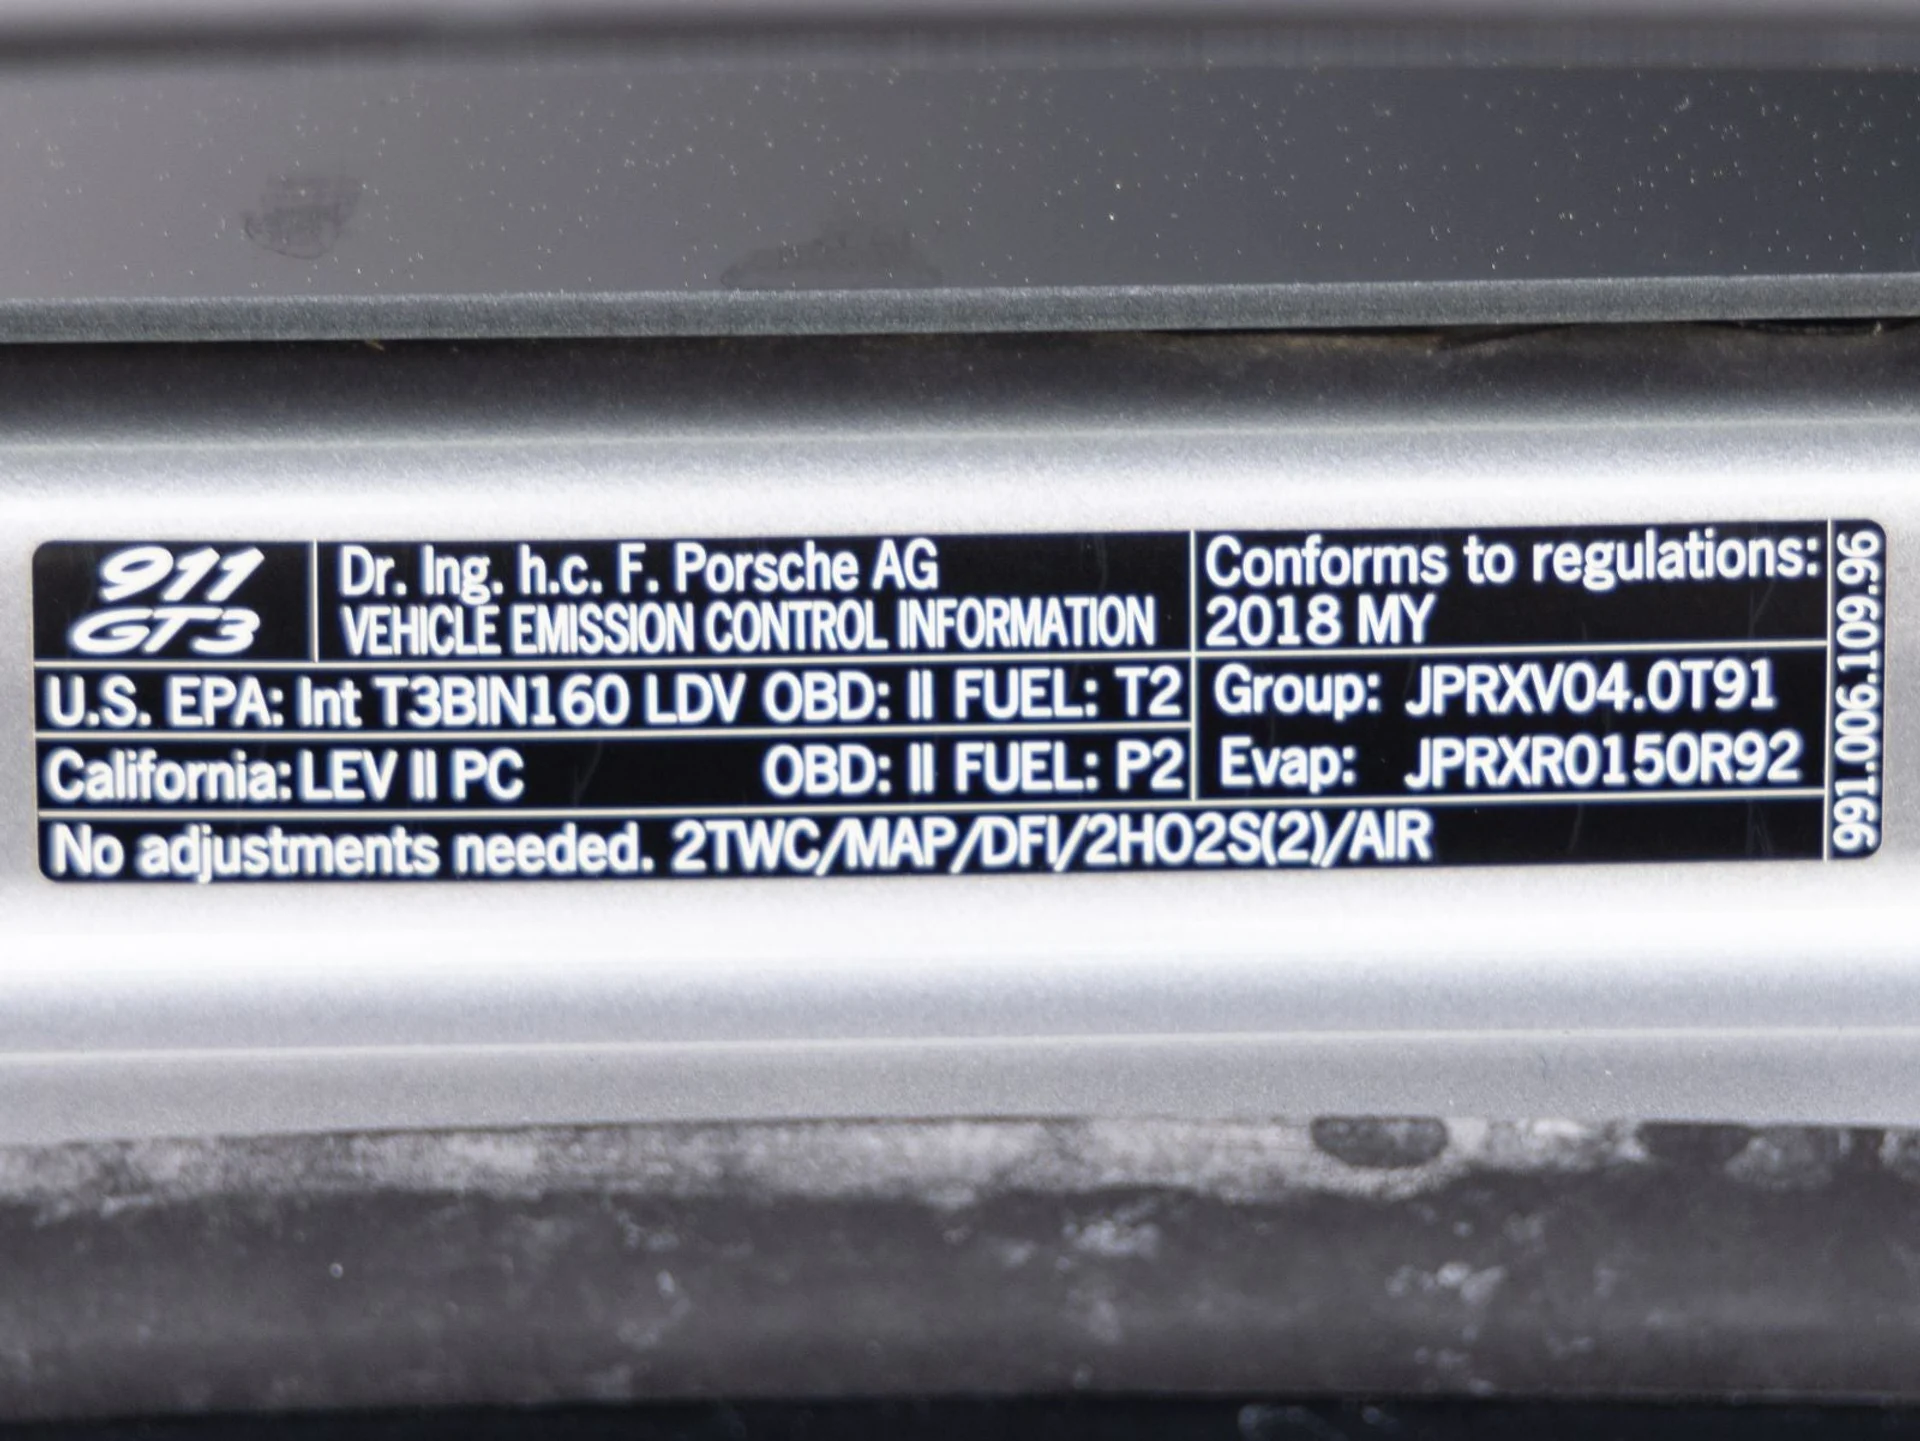 911
GT3
Dr. Ing. h.c. F. Porsche AG
VEHICLE EMISSION CONTROL INFORMATION
Conforms to regulations:
2018 MY
U.S. EPA: Int T3BIN160 LDV OBD: II FUEL: T2
California: LEV II PC OBD: II FUEL: P2
Group: JPRXV04.0T91
Evap: JPRXR0150R92
No adjustments needed. 2TWC/MAP/DFI/2HO2S(2)/AIR
991.006.109.96